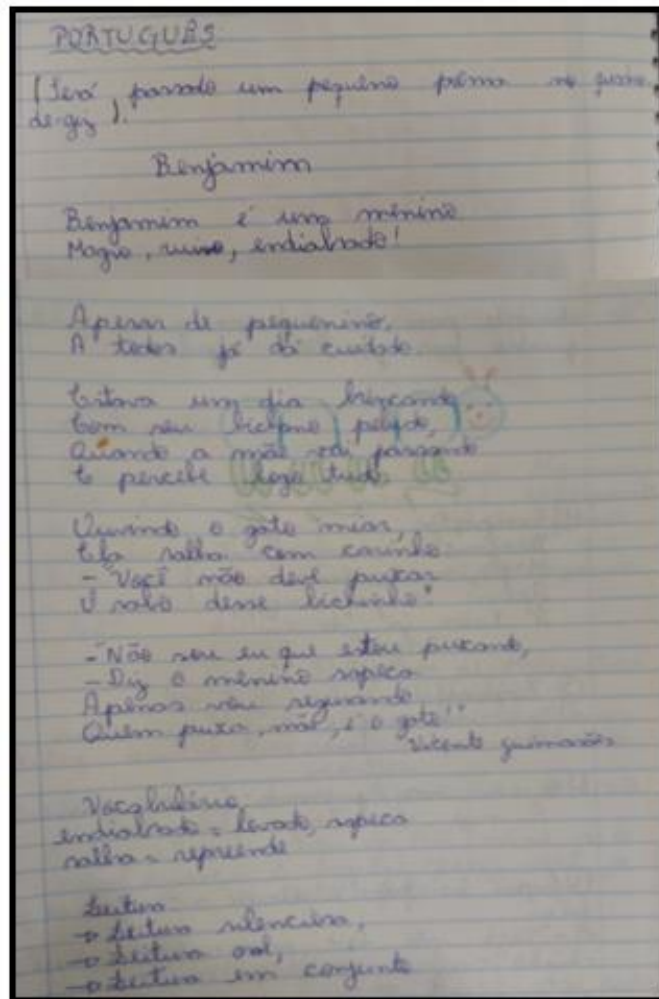 PORTUGUÊS
(Será passado um pequeno poema no quadro
de-giz).
Benjamim
Benjamim é um menino
Magro, ruivo, endiabrado!
Apesar de pequenino,
A todos já dá cuidado.
Estava um dia brincando
Com seu bichano peludo,
Quando a mãe vai passando
E percebe logo tudo.
Ouvindo o gato miar,
Ela ralha com carinho
- "Você não deve puxar
O rabo desse bichinho"
- "Não sou eu que estou puxando,
- Diz o menino sapeca
Apenas vou segurando,
Quem puxa, mãe, é o gato"
Vicente Guimarães
Vocabulário
endiabrado = levado, sapeca
ralha = repreende
Leitura
→ Leitura silenciosa,
→ Leitura oral,
→ Leitura em conjunto